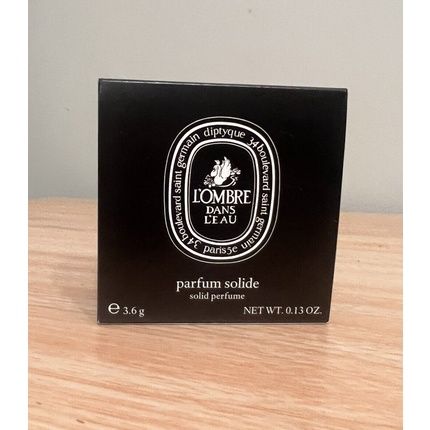 diptyque
34 boulevard saint germain
34 boulevard saint germain
paris 5e
L'OMBRE
DANS
L'EAU
parfum solide
solid perfume
e 3.6 g
NET WT. 0.13 OZ.